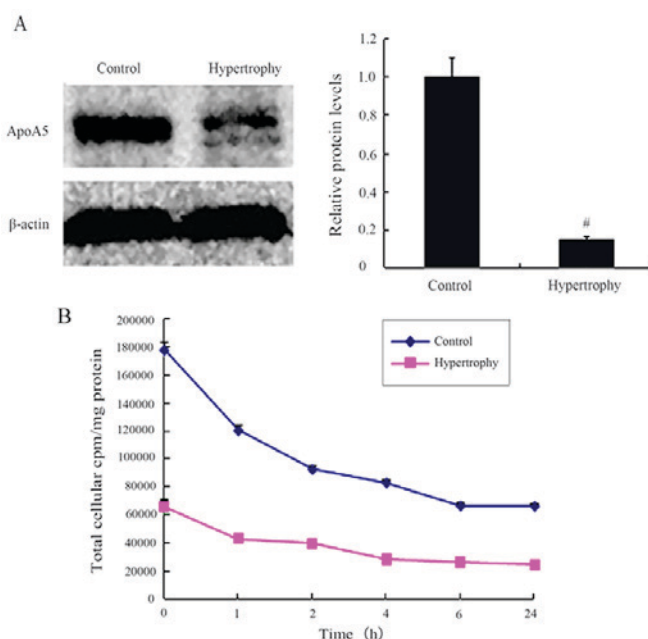 A
Control Hypertrophy
ApoA5
β-actin
Relative protein levels
1.2
1.0
0.8
0.6
0.4
0.2
0
#
Control Hypertrophy
B
Total cellular cpm/mg protein
200000
180000
160000
140000
120000
100000
80000
60000
40000
20000
0
Control
Hypertrophy
0 1 2 4 6 24
Time (h)